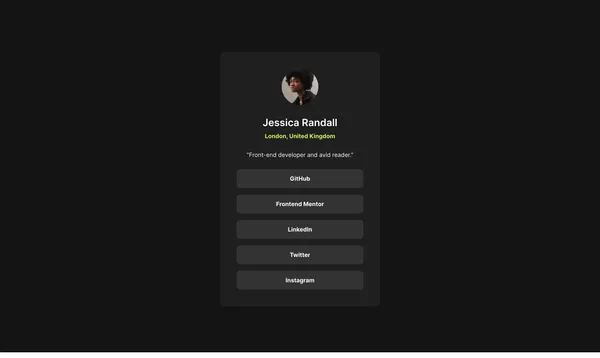 Jessica Randall
London, United Kingdom
"Front-end developer and avid reader."
GitHub
Frontend Mentor
LinkedIn
Twitter
Instagram